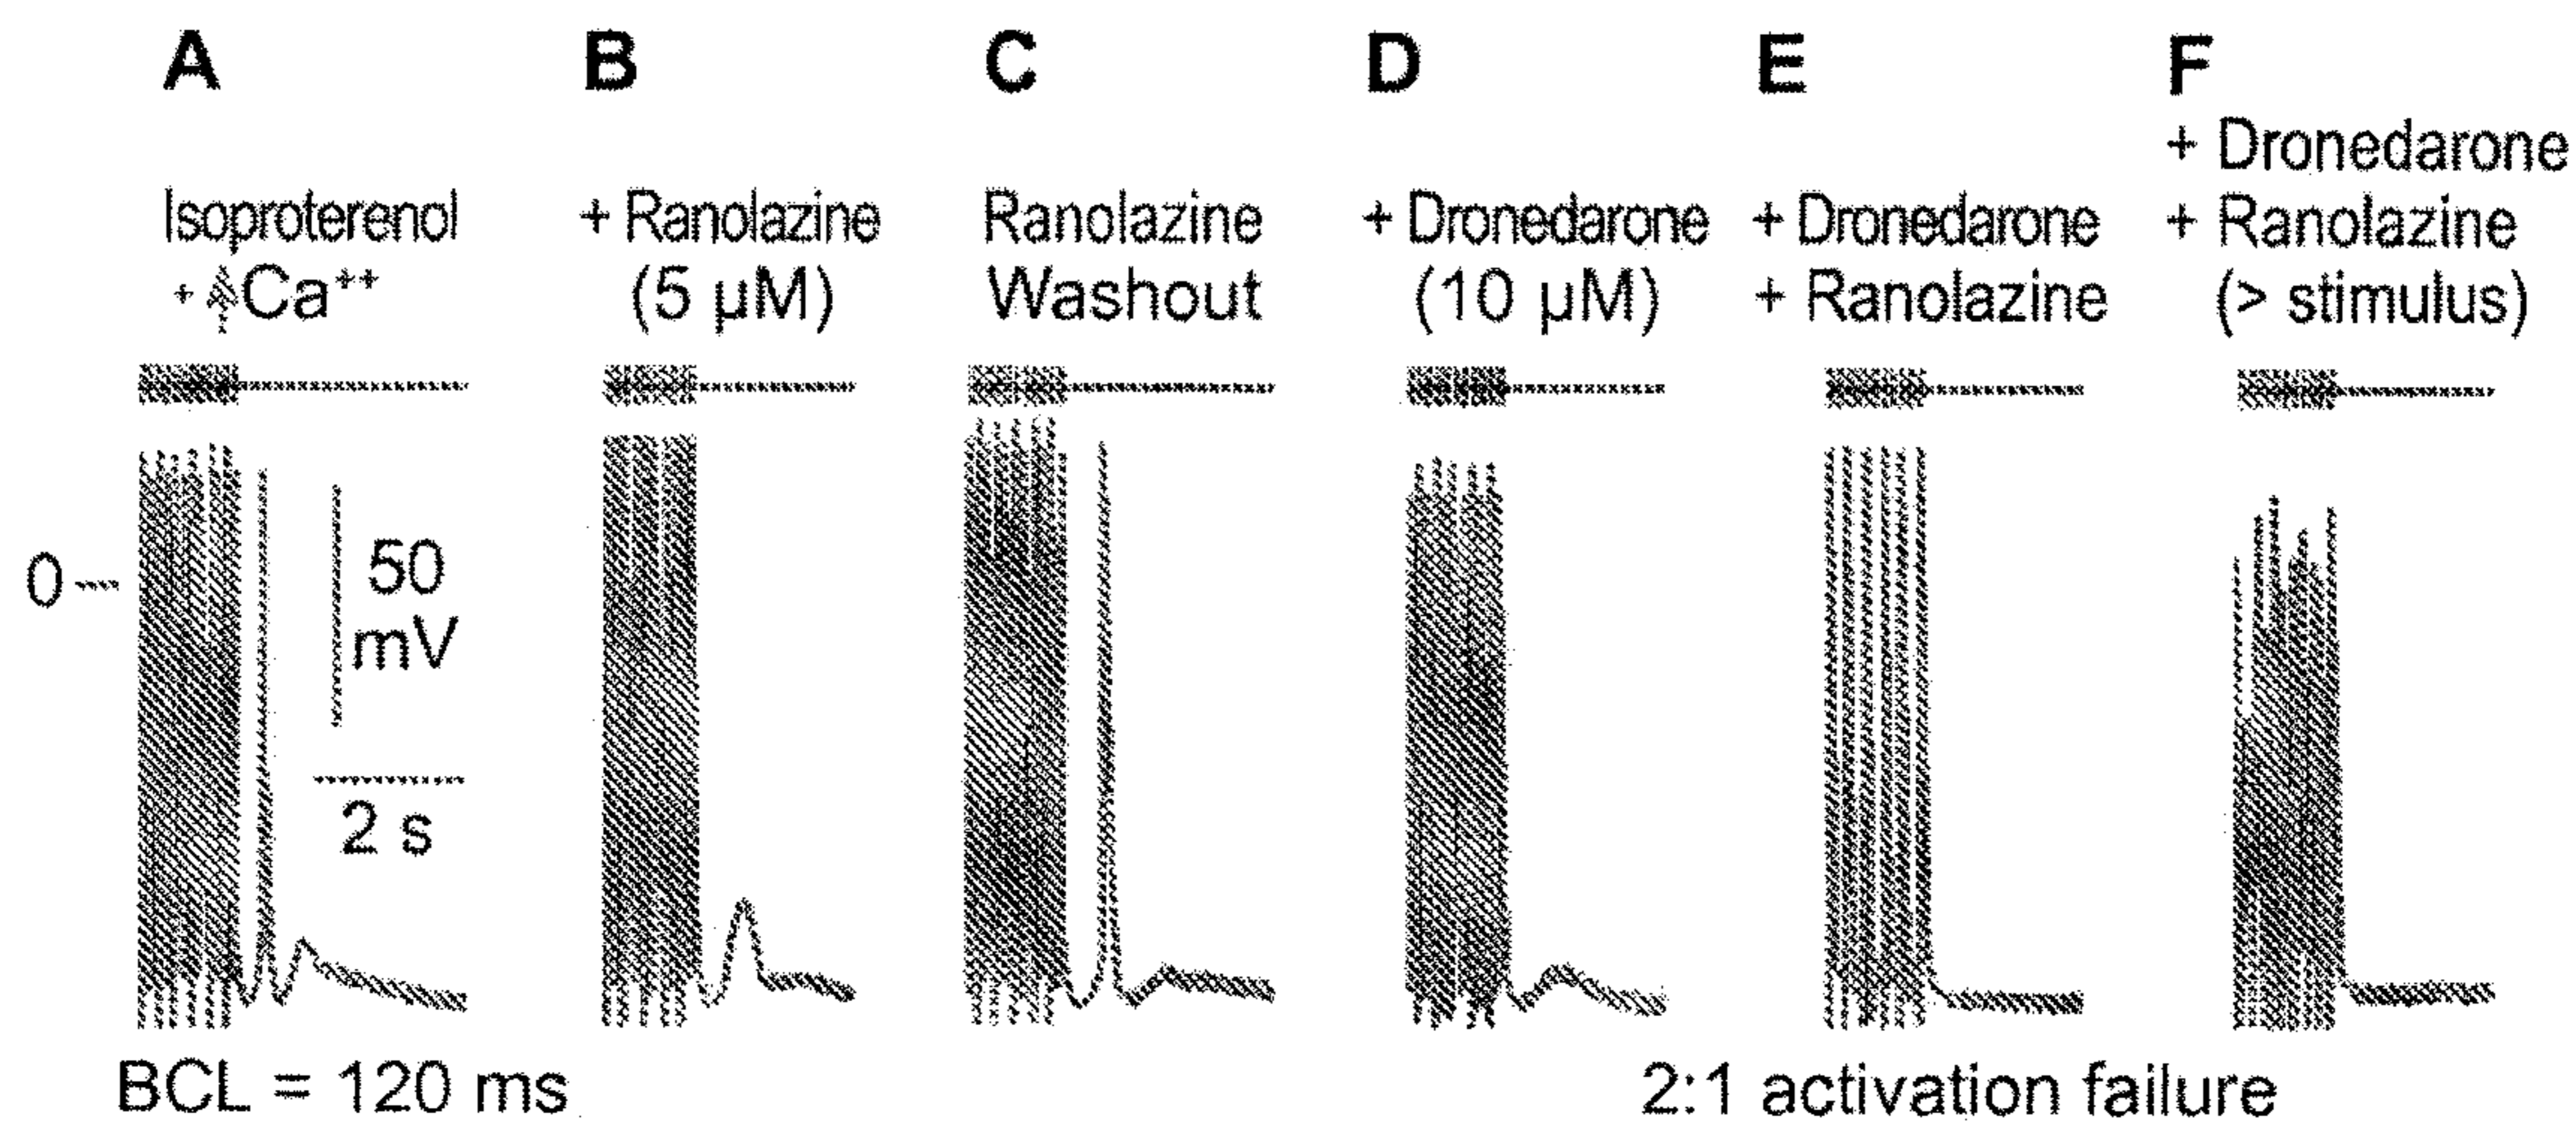 A
B
C
D
E
F
Isoproterenol
+ ⇧Ca⁺⁺
+ Ranolazine
(5 µM)
Ranolazine
Washout
+ Dronedarone
(10 µM)
+ Dronedarone
+ Ranolazine
+ Dronedarone
+ Ranolazine
(> stimulus)
0
50
mV
2 s
BCL = 120 ms
2:1 activation failure